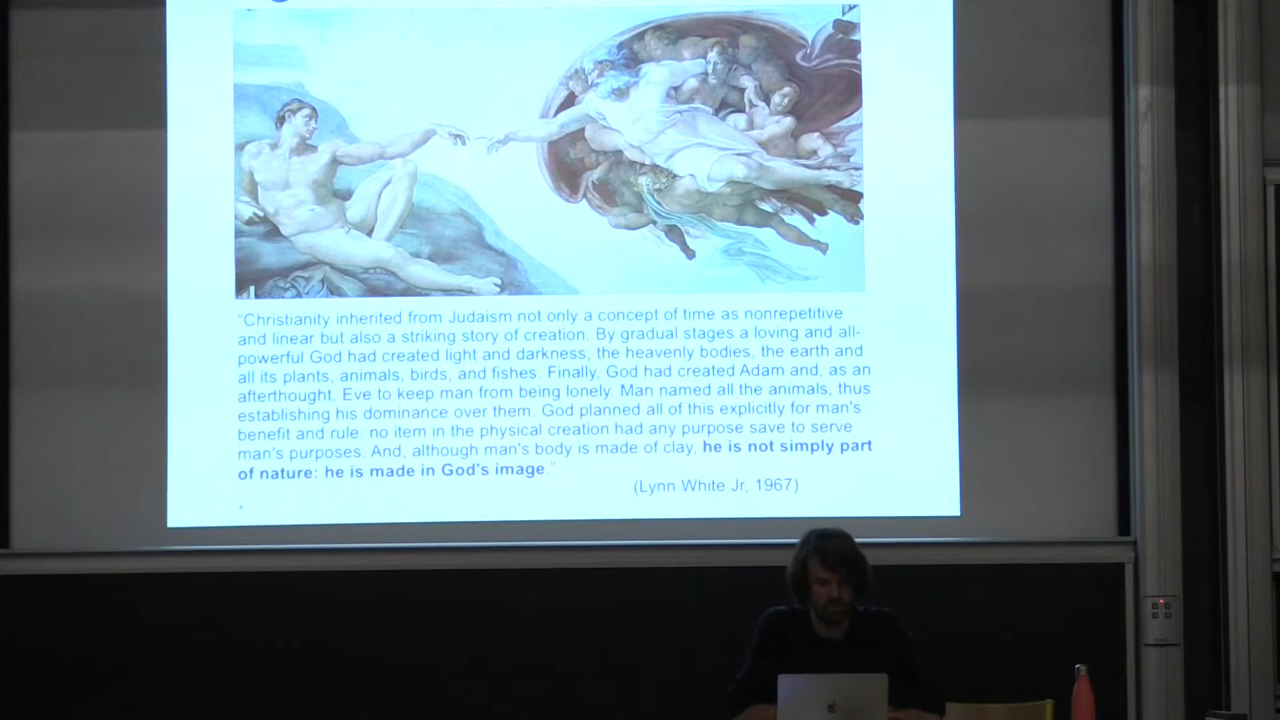 “Christianity inherited from Judaism not only a concept of time as nonrepetitive
and linear but also a striking story of creation. By gradual stages a loving and all-
powerful God had created light and darkness, the heavenly bodies, the earth and
all its plants, animals, birds, and fishes. Finally, God had created Adam and, as an
afterthought, Eve to keep man from being lonely. Man named all the animals, thus
establishing his dominance over them. God planned all of this explicitly for man's
benefit and rule: no item in the physical creation had any purpose save to serve
man's purposes. And, although man's body is made of clay, he is not simply part
of nature: he is made in God's image.”
(Lynn White Jr, 1967)